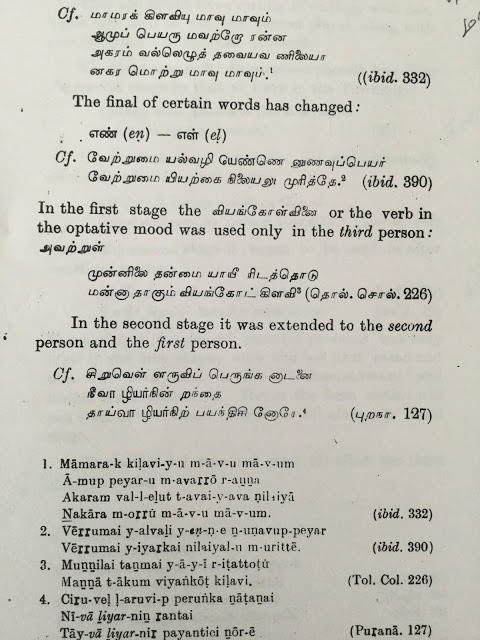 Cf. மாமரக் கிளவியு மாவு மாவும்
ஆமுப் பெயரு மவற்றோ ரன்ன
அகரம் வல்லெழுத் தவையவ ணிலையா
னகர மொற்று மாவு மாவும்.¹ ((ibid. 332)
The final of certain words has changed:
எண் (eṇ) — எள் (eḷ)
Cf. வேற்றுமை யல்வழி யெண்ணெ னுணவுப்பெயர்
வேற்றுமை யியற்கை நிலையலு முரித்தே.² (ibid. 390)
In the first stage the வியங்கோள்வினை or the verb in
the optative mood was used only in the third person:
அவற்றுள்
முன்னிலை தன்மை யாயீ ரிடத்தொடு
மன்னா தாகும் வியங்கோட் கிளவி³ (தொல். சொல். 226)
In the second stage it was extended to the second
person and the first person.
Cf. சிறுவெள் ளருவிப் பெருங்க னாடனை
நீவா ழியர்நின் றந்தை
தாய்வா ழியர்நிற் பயந்திசி னோரே.⁴ (புறநா. 127)
1. Māmara-k kiḷavi-y-u m-ā-v-u mā-v-um
Ā-mup peyar-u m-avaṟṟō r-aṉṉa
Akaram val-l-eḻut t-avai-y-ava ṇilaiyā
Nakāra m-oṟṟu m-ā-v-u mā-v-um. (ibid. 332)
2. Vēṟṟumai y-alvaḻi y-eṇ-ṇ-e ṉ-uṇavup-peyar
Vēṟṟumai y-iyaṟkai nilaiyal-u m-urittē. (ibid. 390)
3. Muṉṉilai taṉmai y-ā-y-ī r-iṭattoṭu
Maṉṉā t-ākum viyaṅkōṭ kiḷavi. (Tol. Col. 226)
4. Ciṟu-veḷ ḷ-aruvi-p peruṅka ṉāṭaṉai
Nī-vā ḻiyar-niṉ ṟantai
Tāy-vā ḻiyar-niṟ payantici ṉōr-ē (Puṟanā. 127)